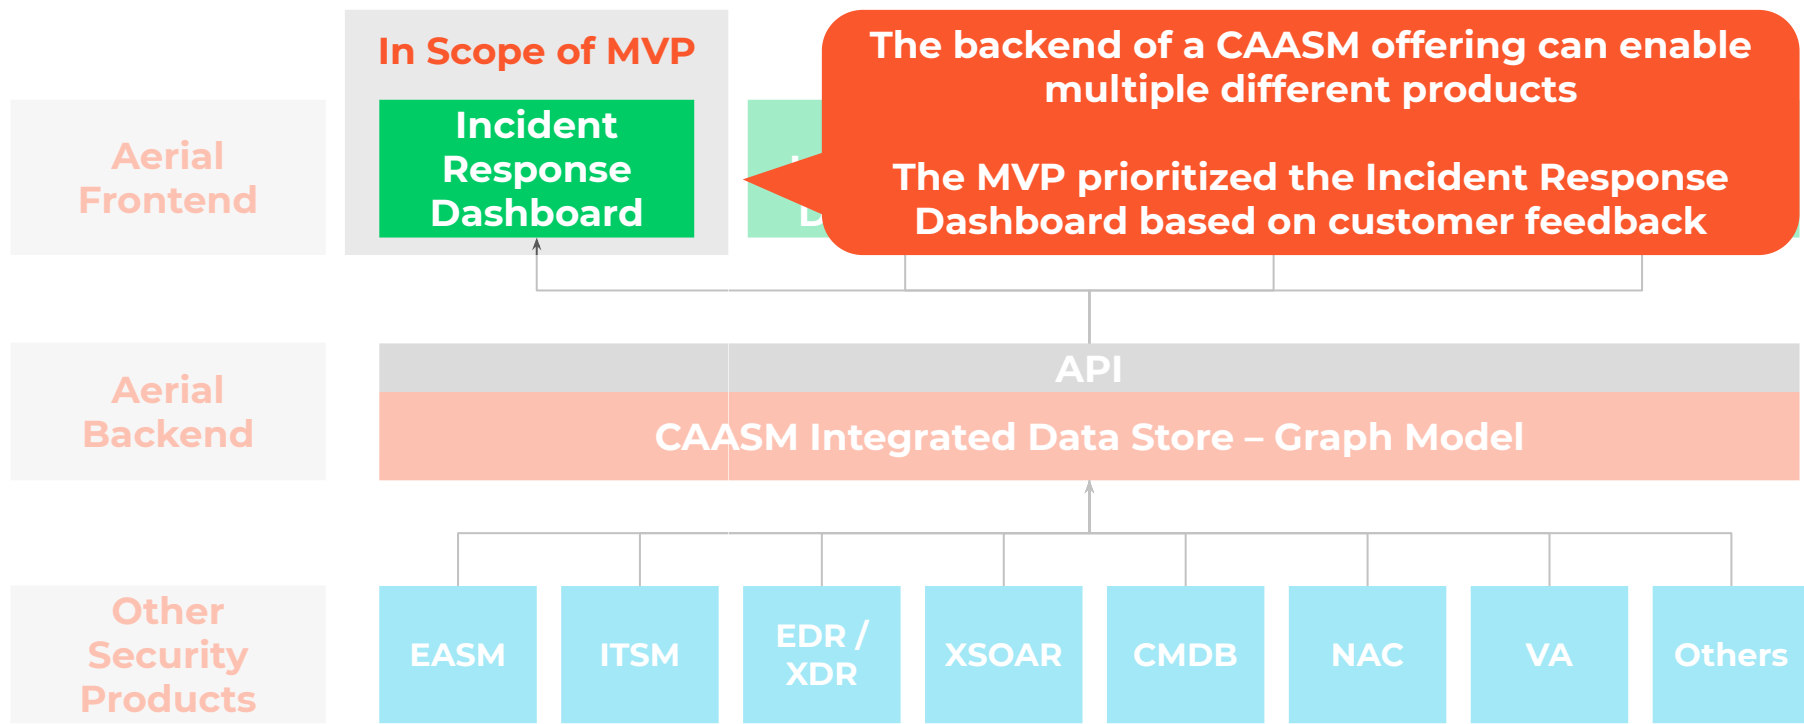 In Scope of MVP
The backend of a CAASM offering can enable
multiple different products
The MVP prioritized the Incident Response
Dashboard based on customer feedback
Aerial
Frontend
Incident
Response
Dashboard
Aerial
Backend
API
CAASM Integrated Data Store – Graph Model
Other
Security
Products
EASM
ITSM
EDR /
XDR
XSOAR
CMDB
NAC
VA
Others